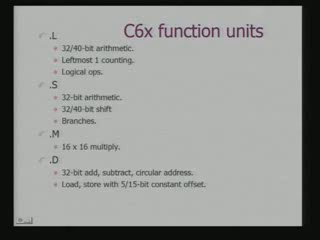 C6x function units
.L
32/40-bit arithmetic.
Leftmost 1 counting.
Logical ops.
.S
32-bit arithmetic.
32/40-bit shift
Branches.
.M
16 x 16 multiply.
.D
32-bit add, subtract, circular address.
Load, store with 5/15-bit constant offset.